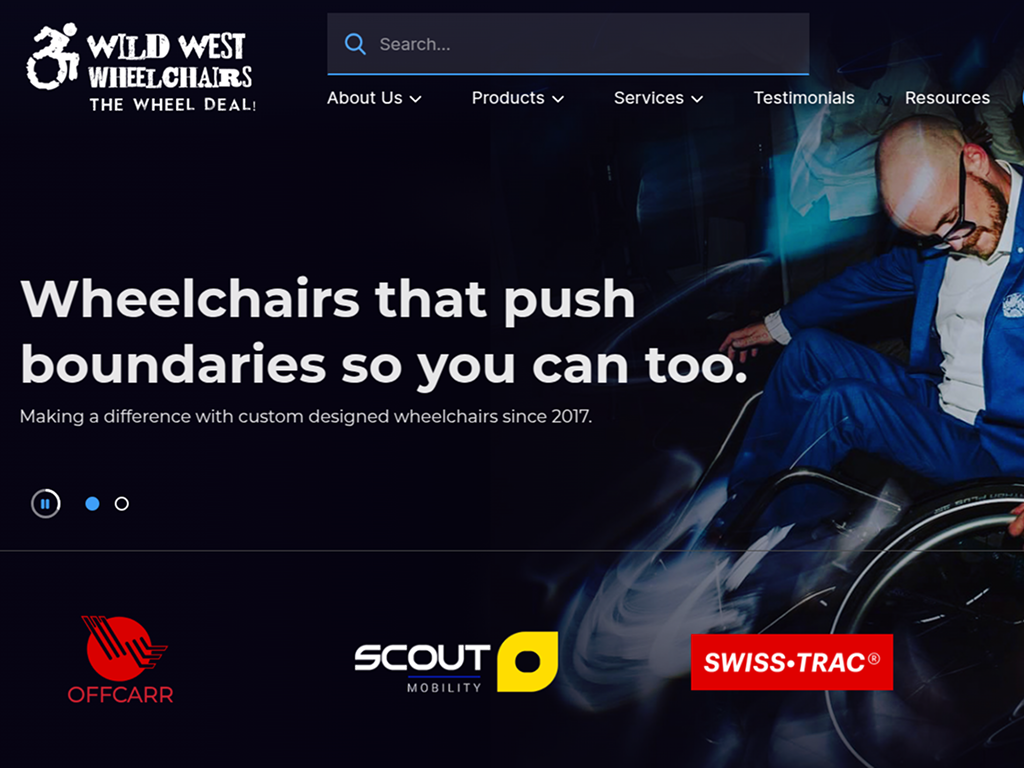 WILD WEST
WHEELCHAIRS
THE WHEEL DEAL!
Search...
About Us
Products
Services
Testimonials
Resources
Wheelchairs that push
boundaries so you can too.
Making a difference with custom designed wheelchairs since 2017.
OFFCARR
SCOUT
MOBILITY
SWISS•TRAC®